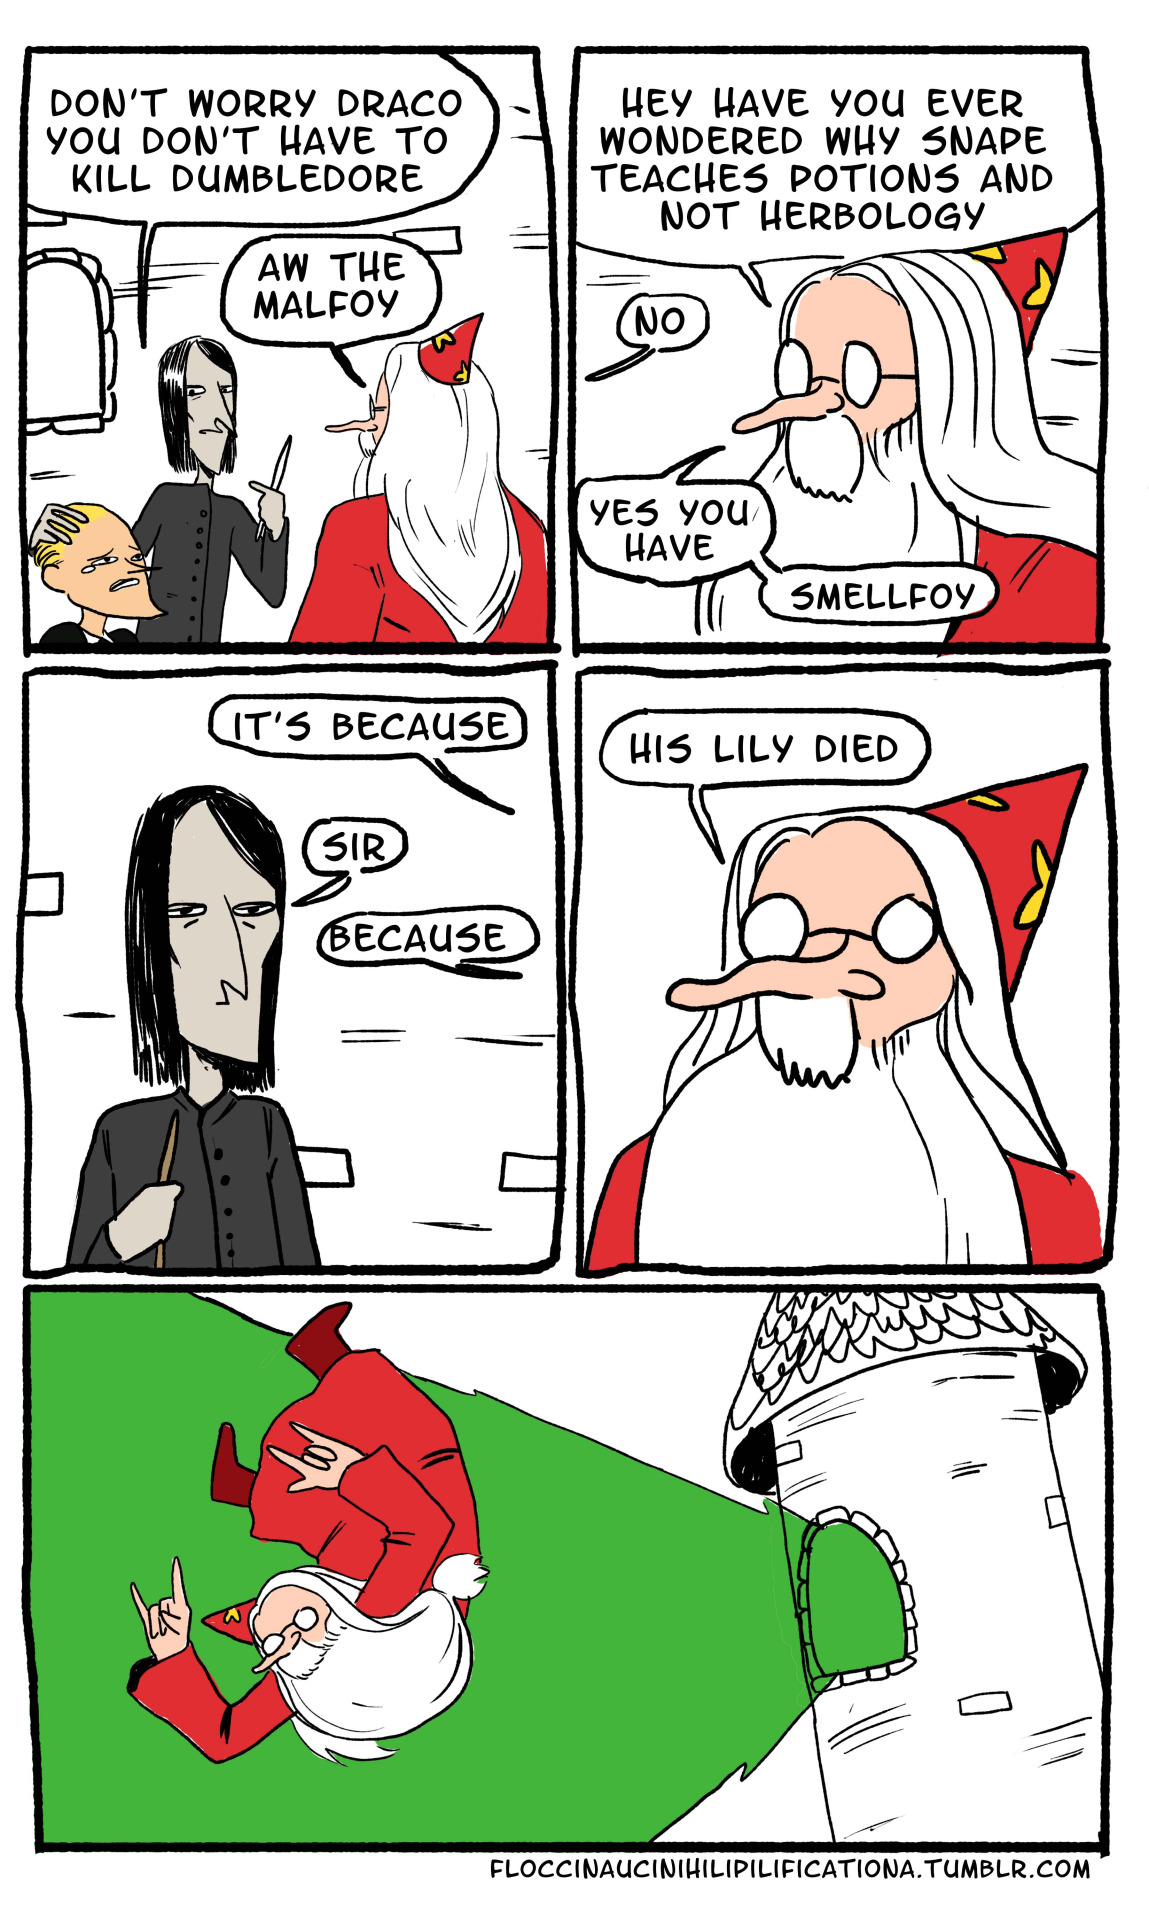 DON'T WORRY DRACO
YOU DON'T HAVE TO
KILL DUMBLEDORE
AW THE
MALFOY
HEY HAVE YOU EVER
WONDERED WHY SNAPE
TEACHES POTIONS AND
NOT HERBOLOGY
NO
YES YOU
HAVE
SMELLFOY
IT'S BECAUSE
SIR
BECAUSE
HIS LILY DIED
FLOCCINAUCINIHILIPILIFICATIONA.TUMBLR.COM